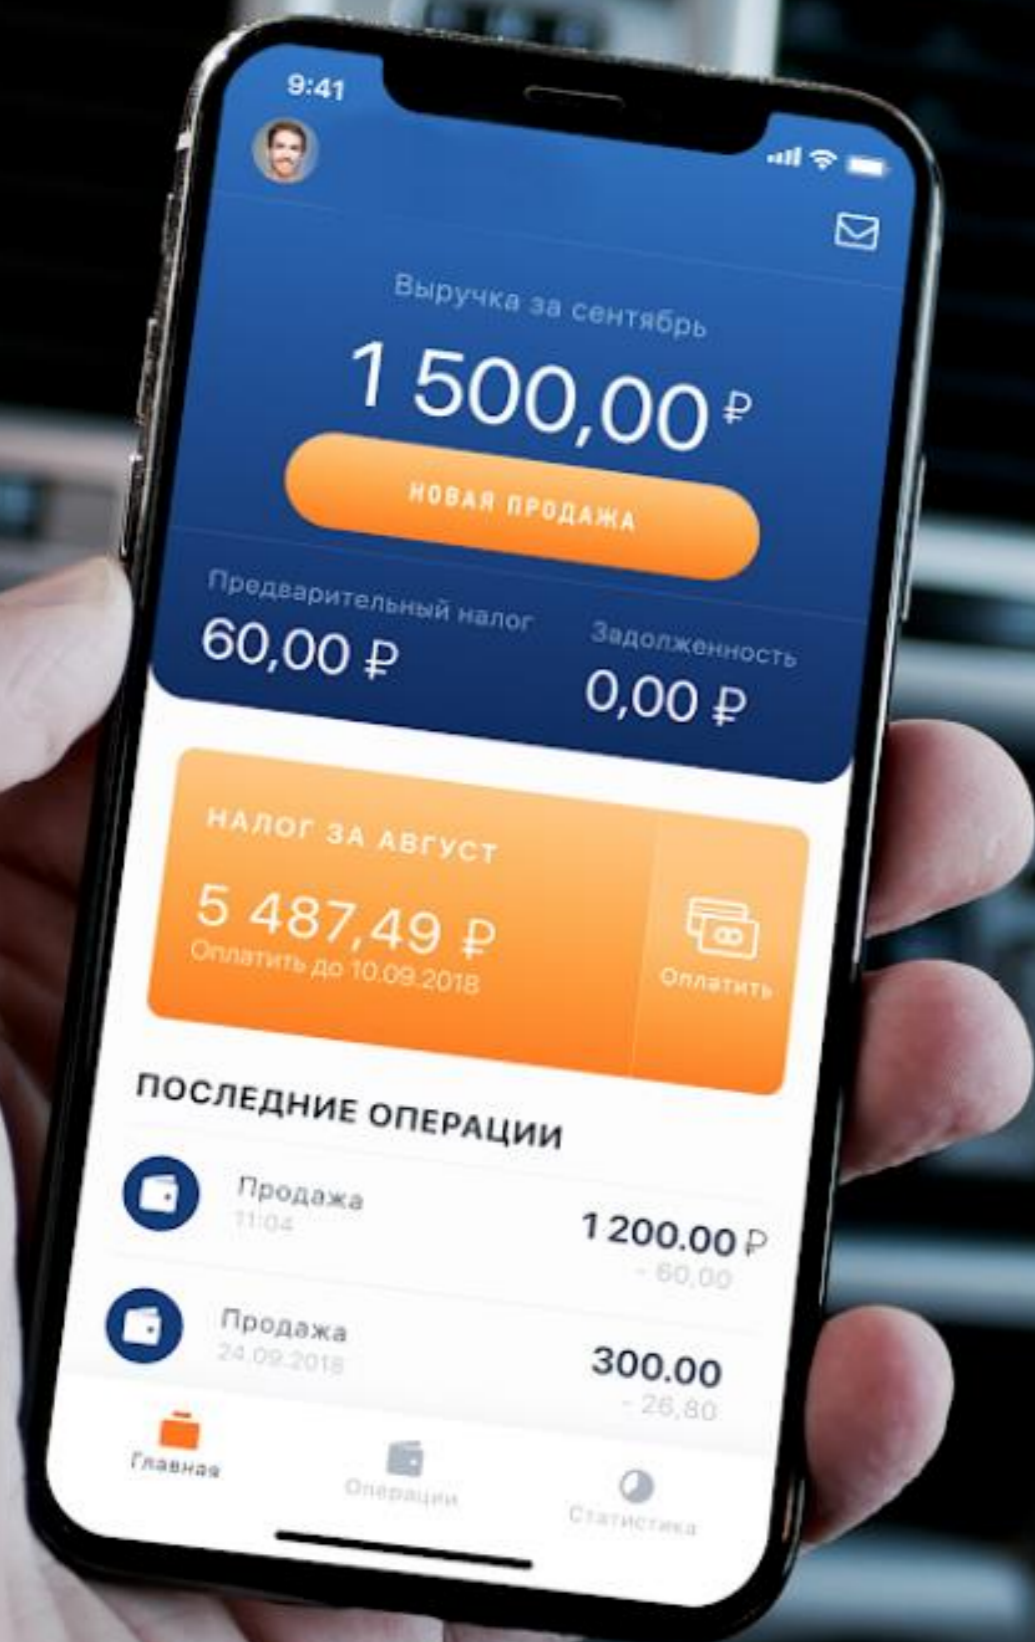 9:41
Выручка за сентябрь
1 500,00 ₽
НОВАЯ ПРОДАЖА
Предварительный налог
Задолженность
60,00 ₽
0,00 ₽
НАЛОГ ЗА АВГУСТ
5 487,49 ₽
Оплатить до 10.09.2018
Оплатить
ПОСЛЕДНИЕ ОПЕРАЦИИ
Продажа
1 200.00 ₽
11:04
- 60,00
Продажа
300.00
24.09.2018
- 26,80
Главная
Операции
Статистика